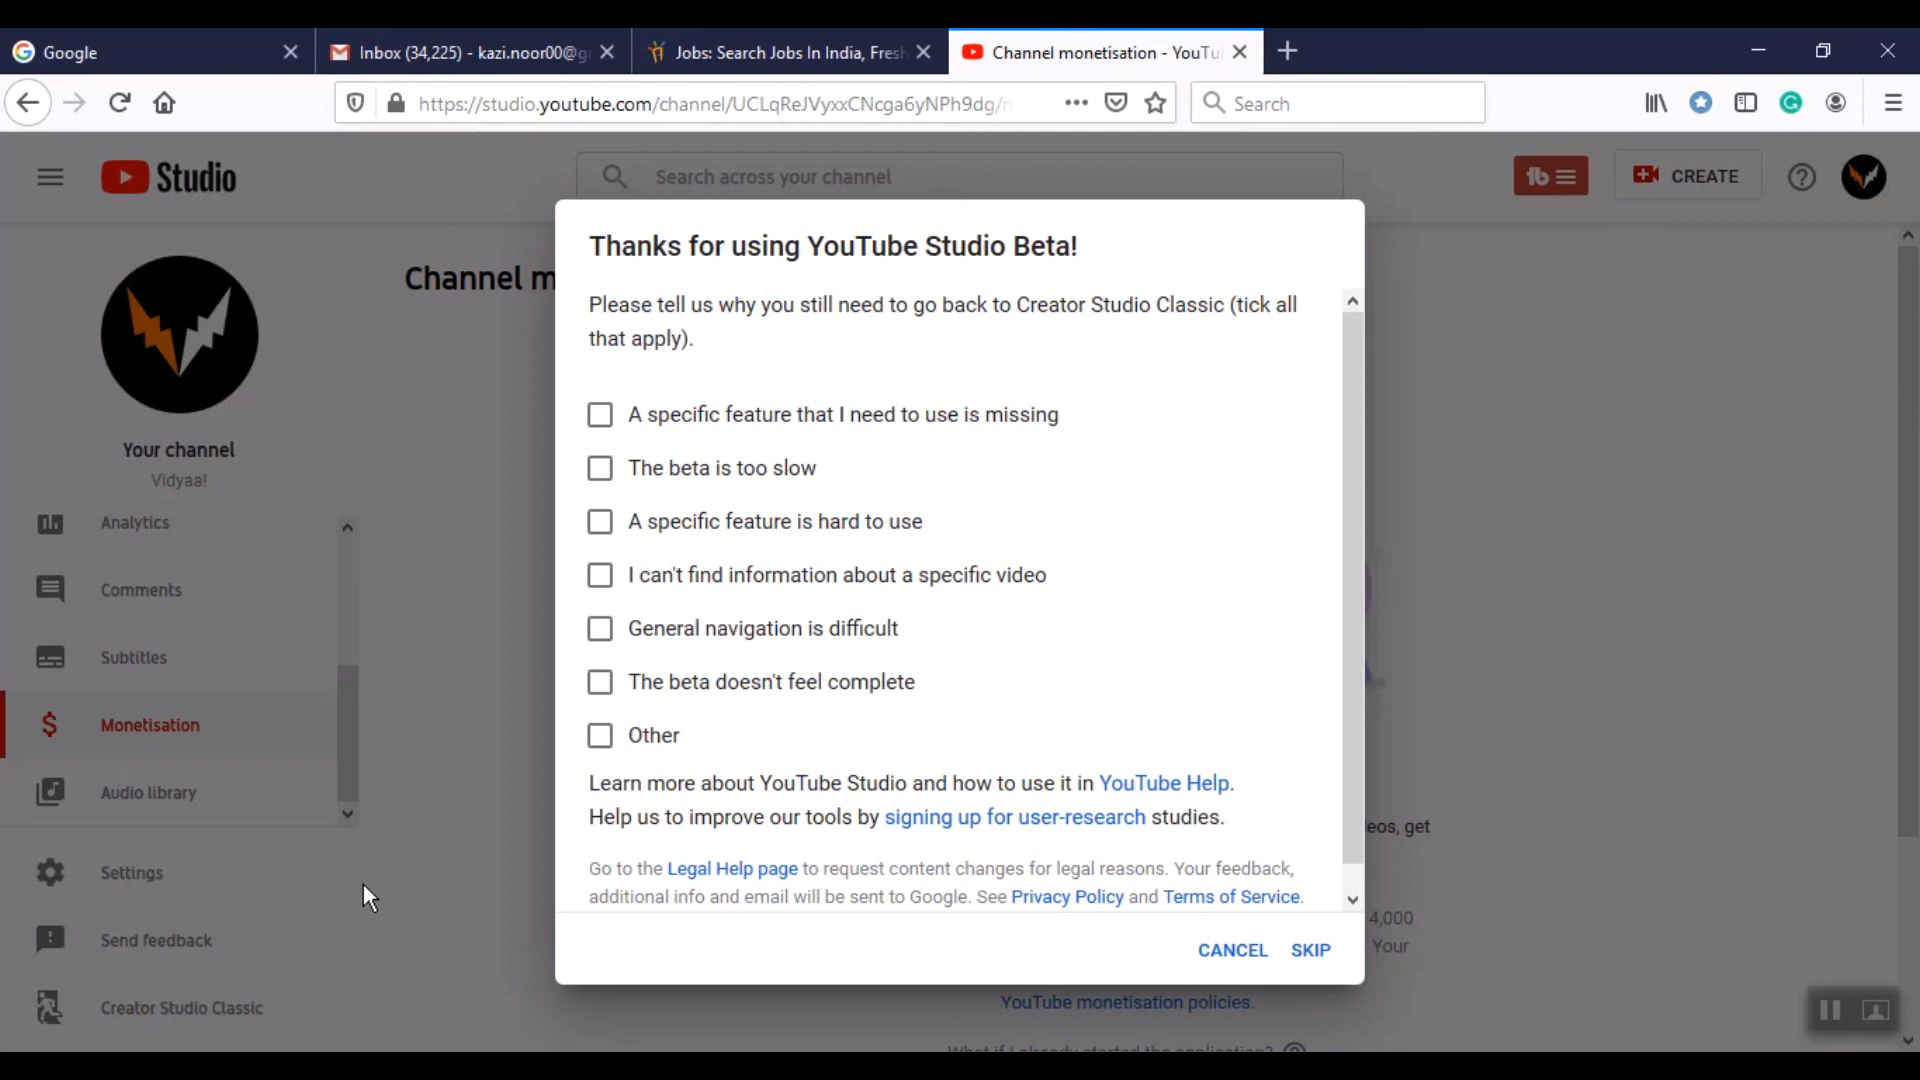 Google
Inbox (34,225) - kazi.noor00@g
Jobs: Search Jobs In India, Fresh
Channel monetisation - YouTu
https://studio.youtube.com/channel/UCLqReJVyxxCNcga6yNPh9dg/
Search
Studio
Search across your channel
CREATE
Thanks for using YouTube Studio Beta!
Channel m
Please tell us why you still need to go back to Creator Studio Classic (tick all
that apply).
A specific feature that I need to use is missing
Your channel
Vidyaa!
The beta is too slow
Analytics
A specific feature is hard to use
Comments
I can't find information about a specific video
General navigation is difficult
Subtitles
The beta doesn't feel complete
Monetisation
Other
Audio library
Learn more about YouTube Studio and how to use it in YouTube Help.
Help us to improve our tools by signing up for user-research studies.
eos, get
Settings
Go to the Legal Help page to request content changes for legal reasons. Your feedback,
additional info and email will be sent to Google. See Privacy Policy and Terms of Service.
4,000
Send feedback
CANCEL SKIP
Your
Creator Studio Classic
YouTube monetisation policies.
What if I already started the application?